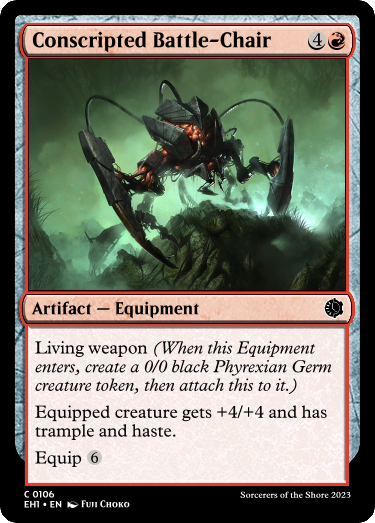 Conscripted Battle-Chair 4
Artifact — Equipment
Living weapon (When this Equipment
enters, create a 0/0 black Phyrexian Germ
creature token, then attach this to it.)
Equipped creature gets +4/+4 and has
trample and haste.
Equip 6
C 0106
EH1 • EN Fuji Choko
Sorcerers of the Shore 2023